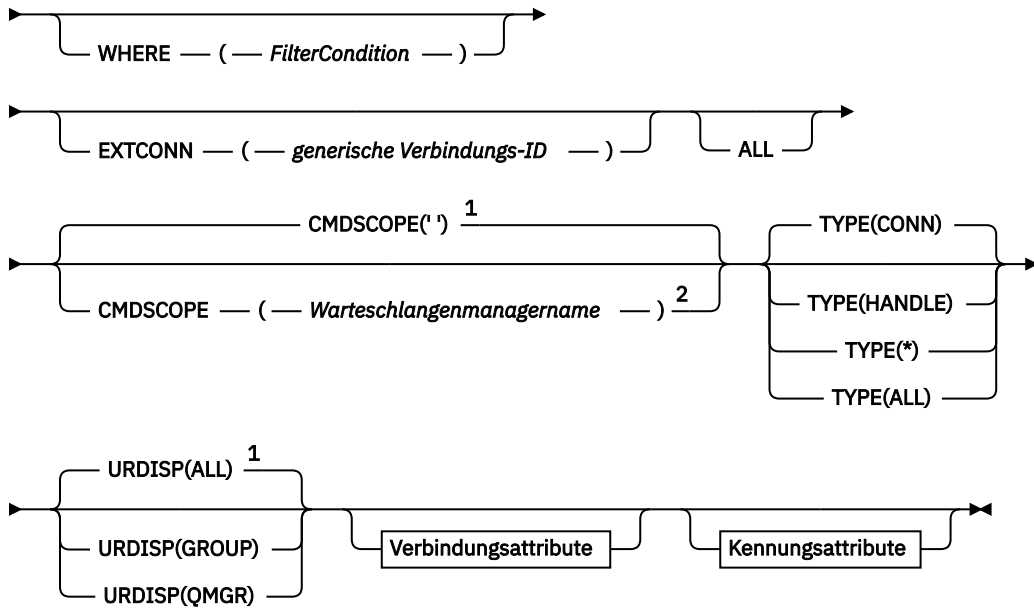 WHERE ( FilterCondition )
EXTCONN ( generische Verbindungs-ID ) ALL
CMDSCOPE(' ') 1 TYPE(CONN)
CMDSCOPE ( Warteschlangenmanagername ) 2 TYPE(HANDLE)
TYPE(*)
TYPE(ALL)
URDISP(ALL) 1
URDISP(GROUP) Verbindungsattribute Kennungsattribute
URDISP(QMGR)